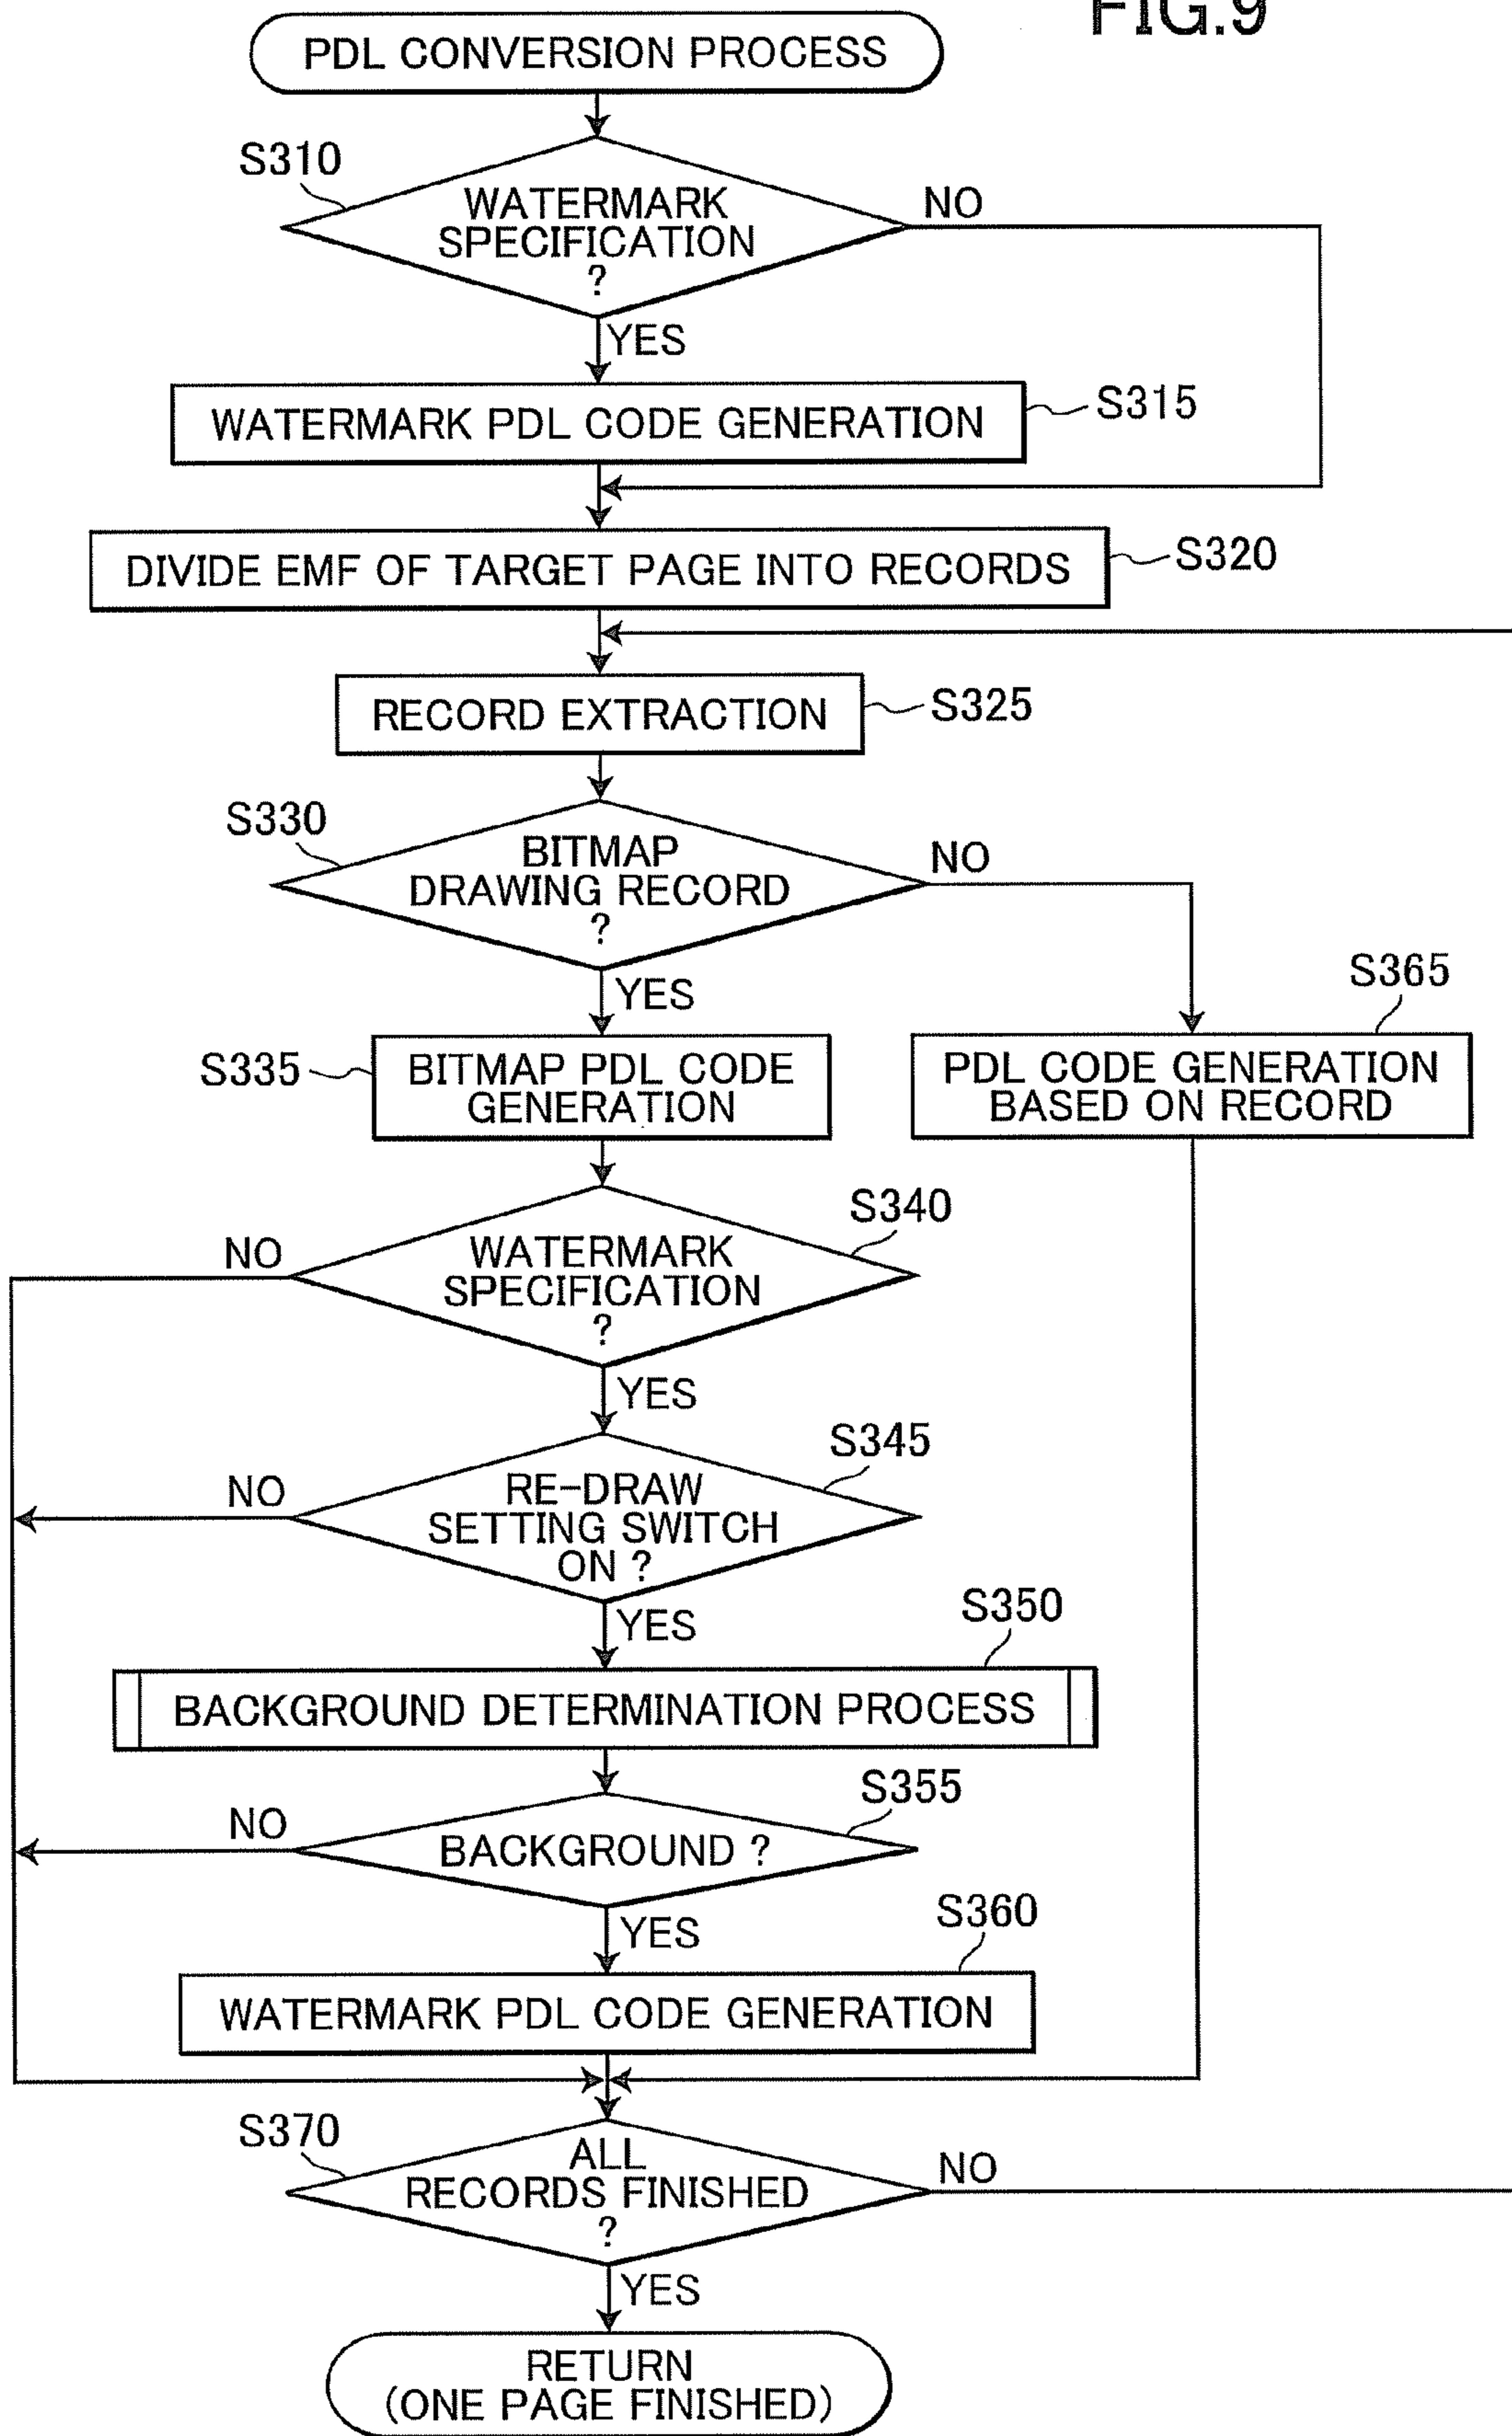 FIG.9
PDL CONVERSION PROCESS
S310
WATERMARK
SPECIFICATION
?
NO
YES
WATERMARK PDL CODE GENERATION
S315
DIVIDE EMF OF TARGET PAGE INTO RECORDS
S320
RECORD EXTRACTION
S325
S330
BITMAP
DRAWING RECORD
?
NO
YES
S365
S335
BITMAP PDL CODE
GENERATION
PDL CODE GENERATION
BASED ON RECORD
S340
NO
WATERMARK
SPECIFICATION
?
YES
S345
NO
RE-DRAW
SETTING SWITCH
ON ?
YES
S350
BACKGROUND DETERMINATION PROCESS
S355
NO
BACKGROUND ?
YES
S360
WATERMARK PDL CODE GENERATION
S370
ALL
RECORDS FINISHED
?
NO
YES
RETURN
(ONE PAGE FINISHED)